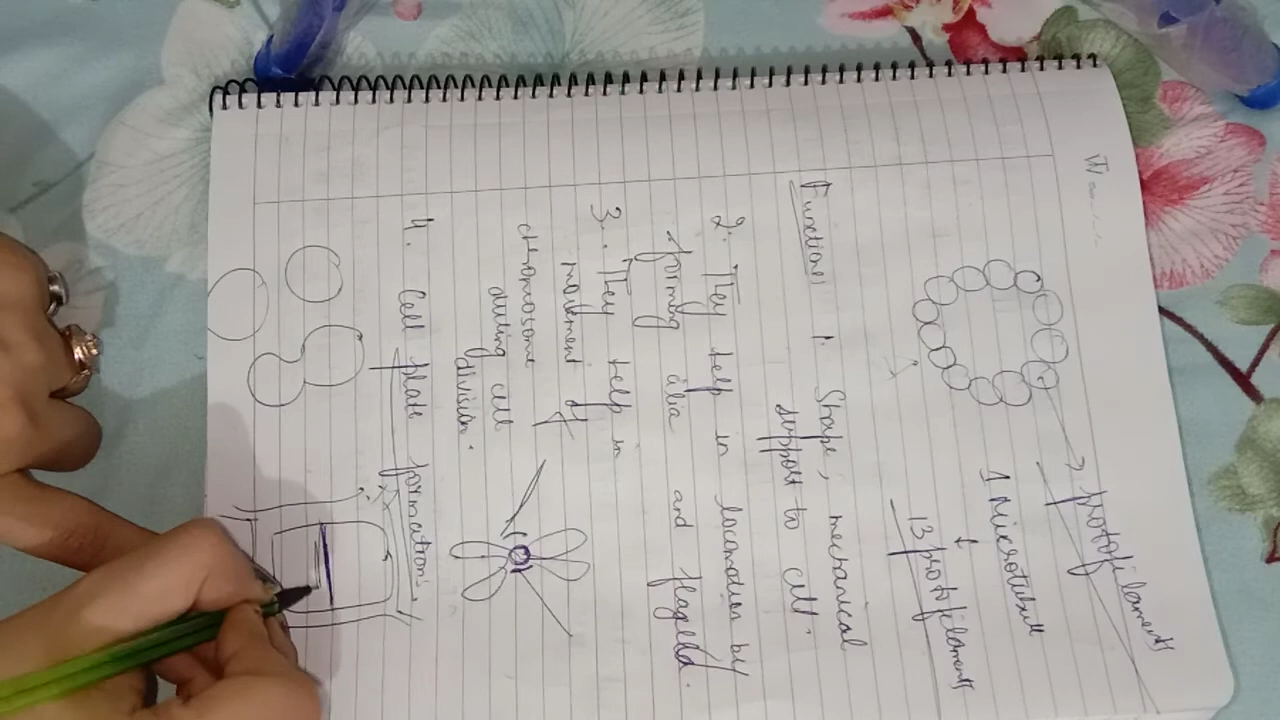 → protofilaments
1 Microtubule
↓
13 protofilaments
Functions 1. Shape, mechanical
support to cell.
2. They help in locomotion by
forming cilia and flagella.
3. They help in
movement of
chromosome
during cell
division.
4. Cell plate formation.